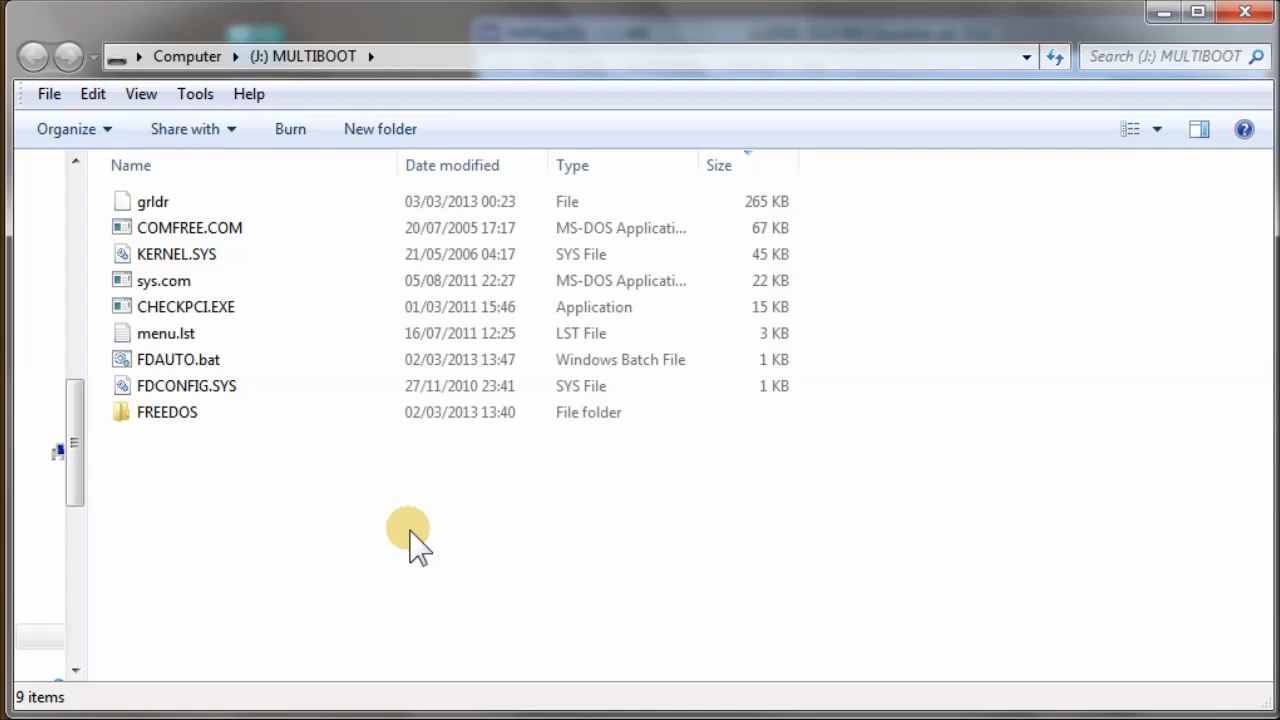 Computer (J:) MULTIBOOT Search (J:) MULTIBOOT
File Edit View Tools Help
Organize Share with Burn New folder
Name Date modified Type Size
grldr 03/03/2013 00:23 File 265 KB
COMFREE.COM 20/07/2005 17:17 MS-DOS Applicati... 67 KB
KERNEL.SYS 21/05/2006 04:17 SYS File 45 KB
sys.com 05/08/2011 22:27 MS-DOS Applicati... 22 KB
CHECKPCI.EXE 01/03/2011 15:46 Application 15 KB
menu.lst 16/07/2011 12:25 LST File 3 KB
FDAUTO.bat 02/03/2013 13:47 Windows Batch File 1 KB
FDCONFIG.SYS 27/11/2010 23:41 SYS File 1 KB
FREEDOS 02/03/2013 13:40 File folder
9 items